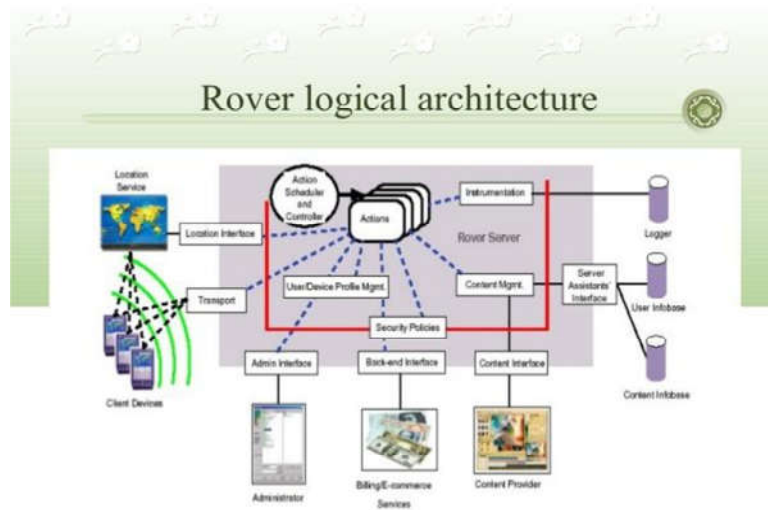 Rover logical architecture
Location
Service
Action
Scheduler
and
Controller
Actions
Instrumentation
Logger
Location Interface
Rover Server
Transport
User/Device Profile Mgmt.
Content Mgmt.
Server
Assistants'
Interface
User Infobase
Security Policies
Admin Interface
Back-end Interface
Content Interface
Client Devices
Content Infobase
Administrator
Billing/E-commerce
Services
Content Provider